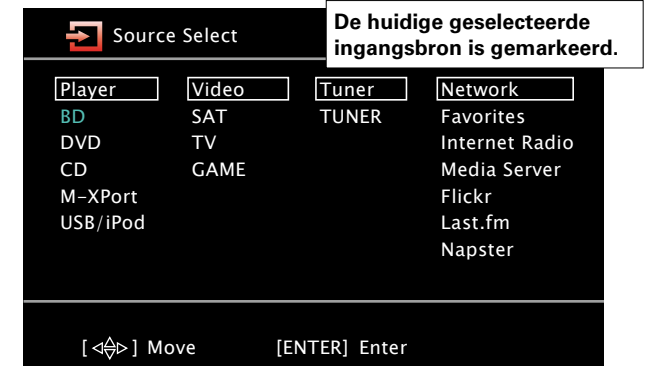 Source Select
De huidige geselecteerde
ingangsbron is gemarkeerd.
Player Video Tuner Network
BD SAT TUNER Favorites
DVD TV Internet Radio
CD GAME Media Server
M-XPort Flickr
USB/iPod Last.fm
Napster
[◁△▽▷] Move [ENTER] Enter